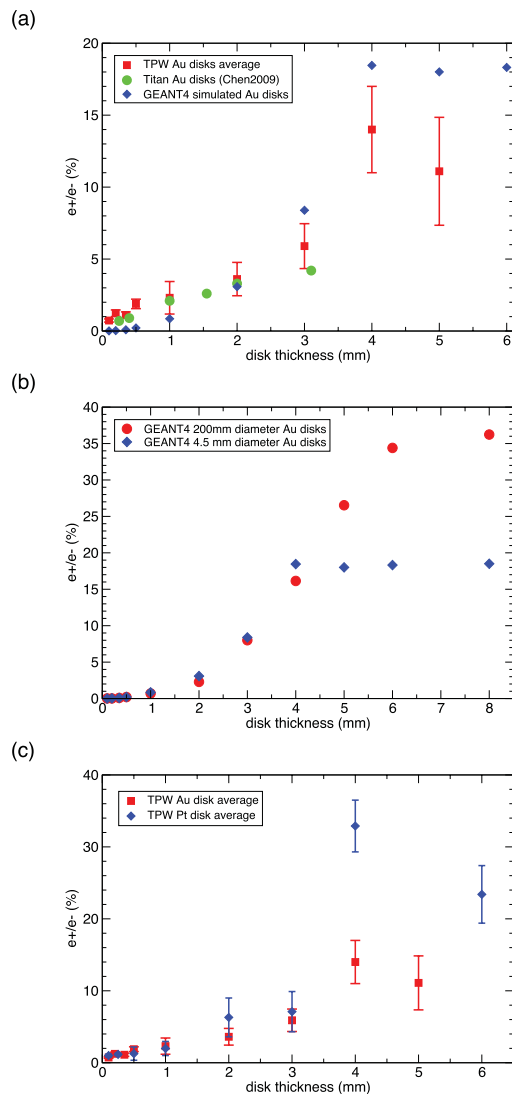 (a)
20
15
10
5
0
e+/e- (%)
TPW Au disks average
Titan Au disks (Chen2009)
GEANT4 simulated Au disks
0 1 2 3 4 5 6
disk thickness (mm)
(b)
40
35
30
25
20
15
10
5
0
e+/e- (%)
GEANT4 200mm diameter Au disks
GEANT4 4.5 mm diameter Au disks
0 1 2 3 4 5 6 7 8
disk thickness (mm)
(c)
40
30
20
10
0
e+/e- (%)
TPW Au disk average
TPW Pt disk average
0 1 2 3 4 5 6
disk thickness (mm)